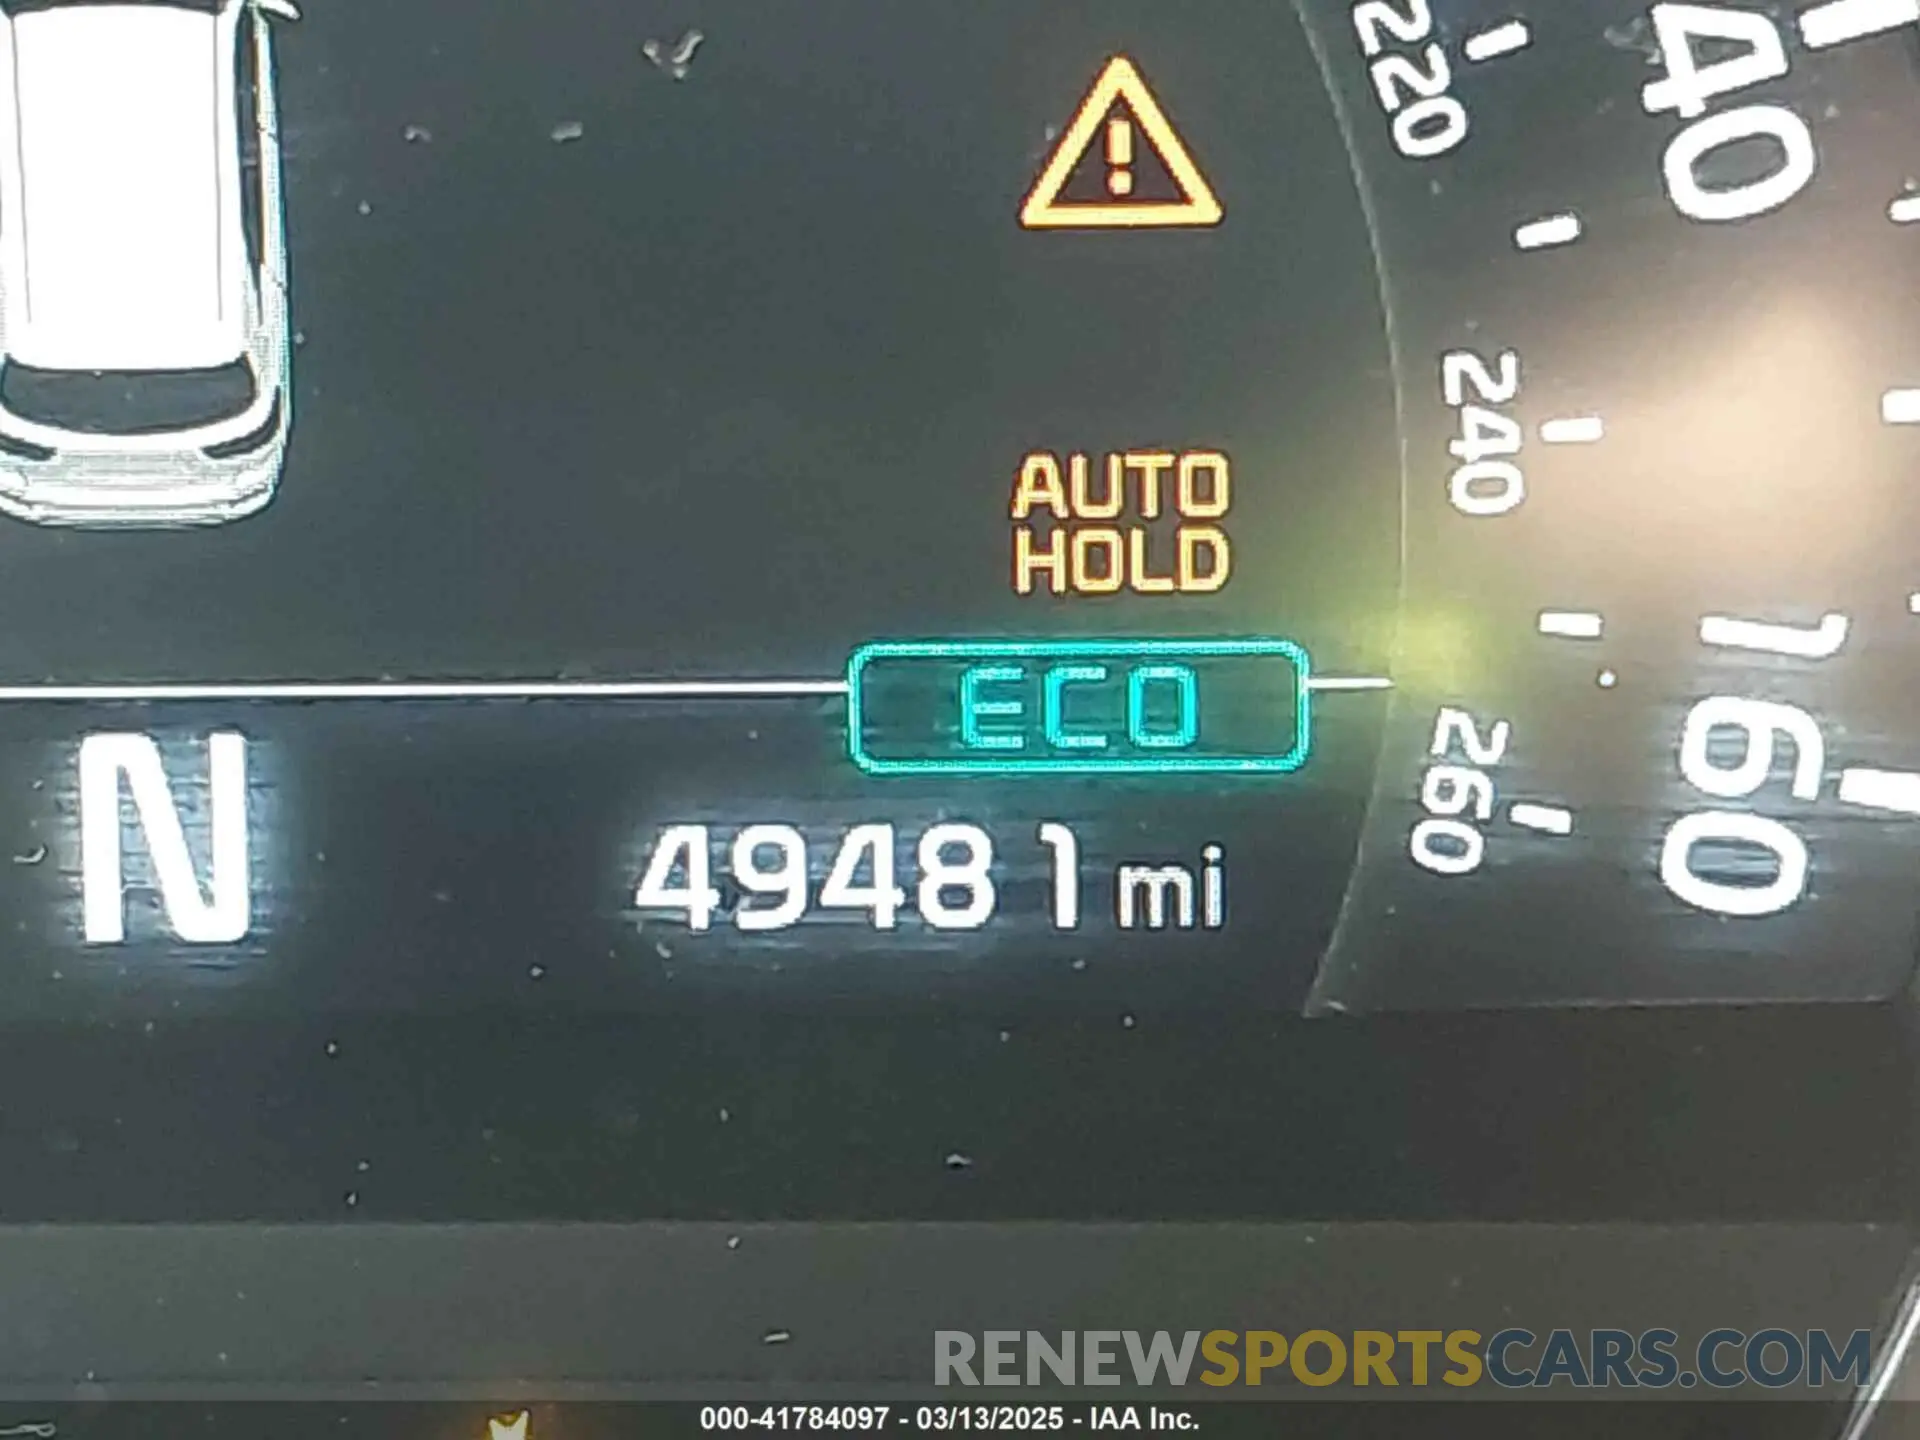 220
40
240
AUTO
HOLD
ECO
160
260
N
49481 mi
RENEWSPORTSCARS.COM
000-41784097 - 03/13/2025 - IAA Inc.